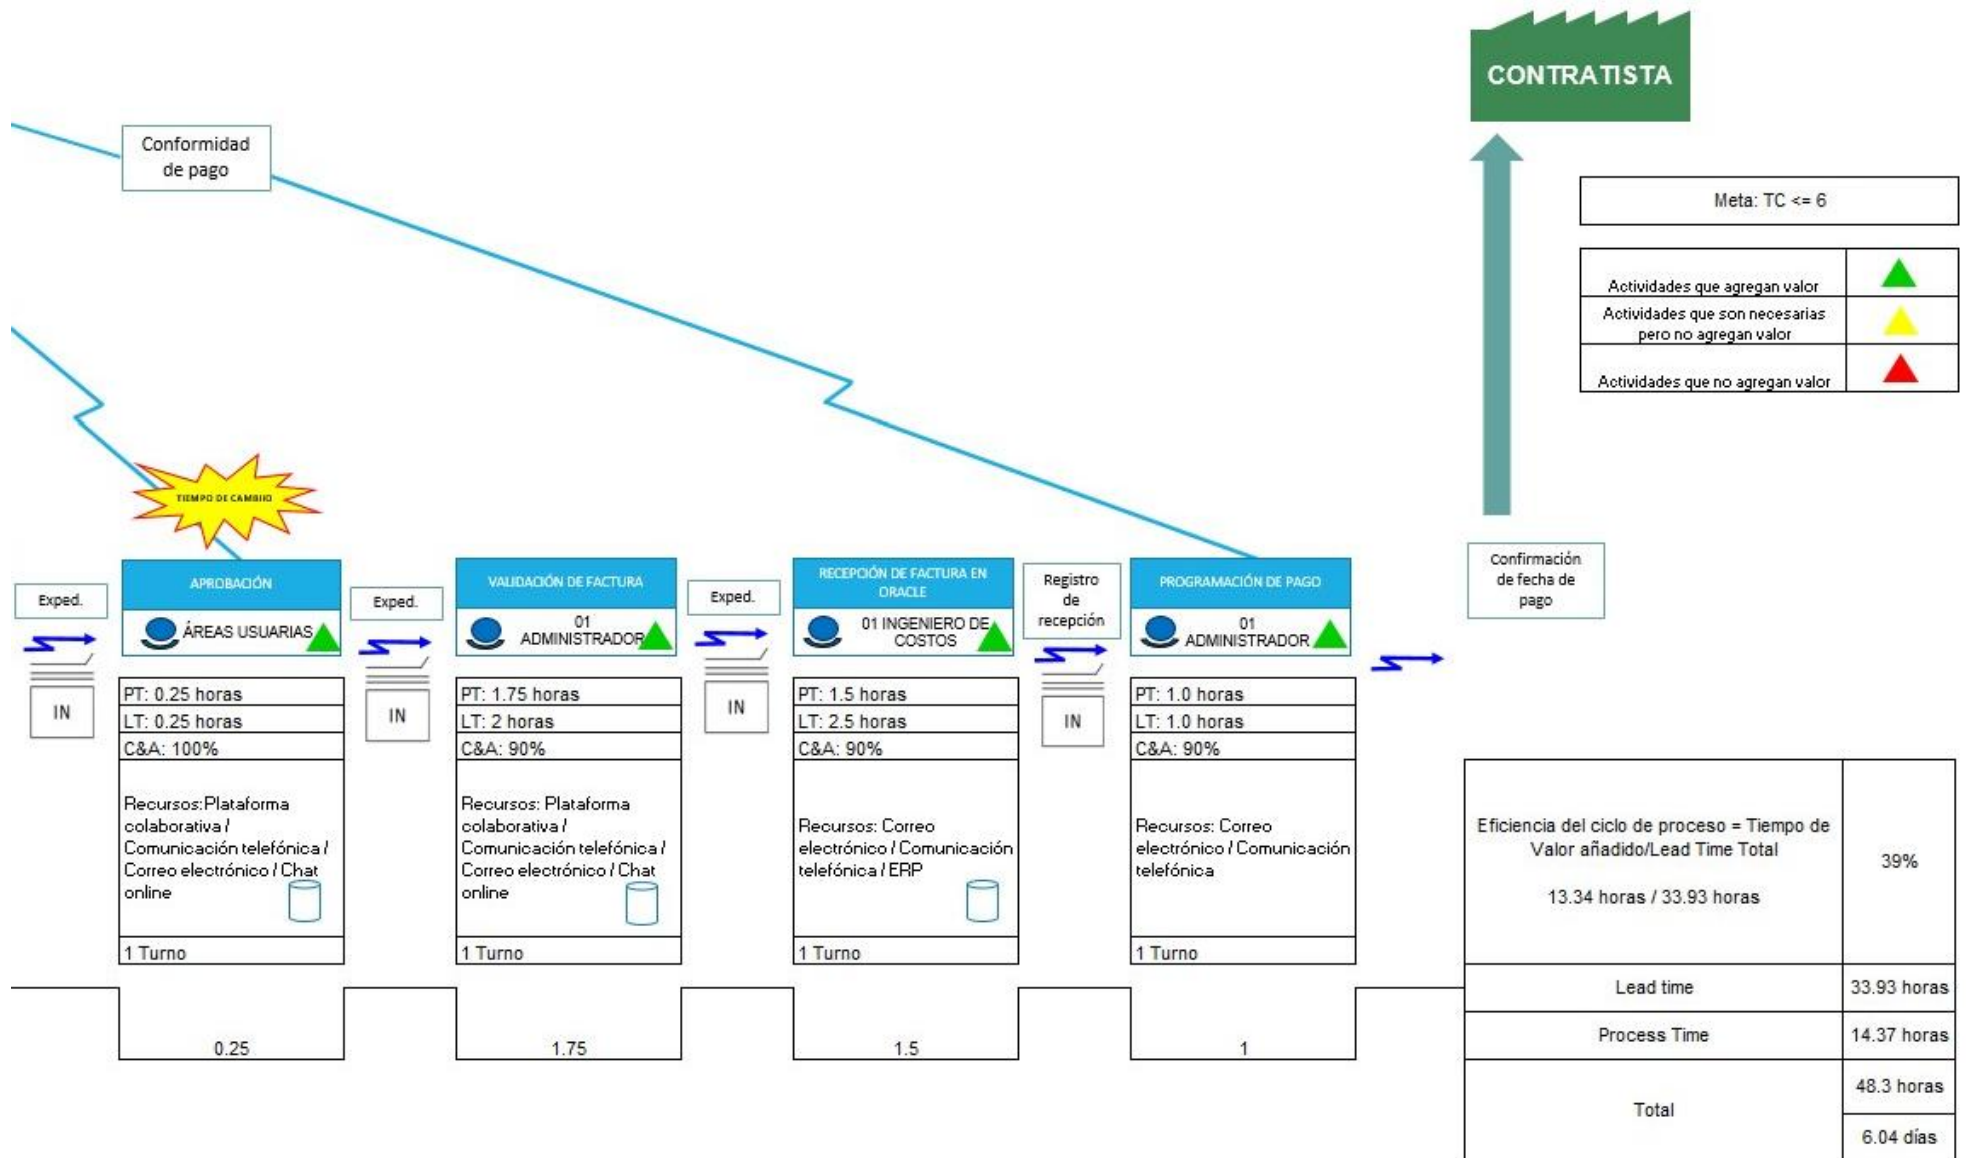 CONTRATISTA
Conformidad
de pago
Meta: TC <= 6
Actividades que agregan valor
Actividades que son necesarias
pero no agregan valor
Actividades que no agregan valor
TIEMPO DE CAMBIIO
Exped.
IN
APROBACIÓN
ÁREAS USUARIAS
PT: 0.25 horas
LT: 0.25 horas
C&A: 100%
Recursos:Plataforma
colaborativa /
Comunicación telefónica /
Correo electrónico / Chat
online
1 Turno
0.25
Exped.
IN
VALIDACIÓN DE FACTURA
01
ADMINISTRADOR
PT: 1.75 horas
LT: 2 horas
C&A: 90%
Recursos: Plataforma
colaborativa /
Comunicación telefónica /
Correo electrónico / Chat
online
1 Turno
1.75
Exped.
IN
RECEPCIÓN DE FACTURA EN
ORACLE
01 INGENIERO DE
COSTOS
PT: 1.5 horas
LT: 2.5 horas
C&A: 90%
Recursos: Correo
electrónico / Comunicación
telefónica / ERP
1 Turno
1.5
Registro
de
recepción
IN
PROGRAMACIÓN DE PAGO
01
ADMINISTRADOR
PT: 1.0 horas
LT: 1.0 horas
C&A: 90%
Recursos: Correo
electrónico / Comunicación
telefónica
1 Turno
1
Confirmación
de fecha de
pago
Eficiencia del ciclo de proceso = Tiempo de
Valor añadido/Lead Time Total
13.34 horas / 33.93 horas
39%
Lead time
33.93 horas
Process Time
14.37 horas
Total
48.3 horas
6.04 días